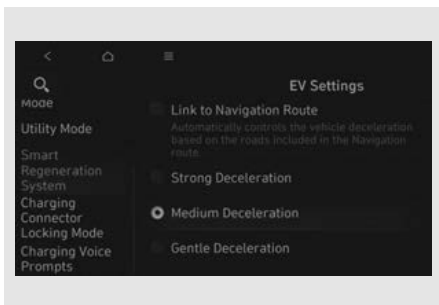 EV Settings
Mode
Utility Mode
Smart
Regeneration
System
Charging
Connector
Locking Mode
Charging Voice
Prompts
Link to Navigation Route
Automatically controls the vehicle deceleration
based on the roads included in the Navigation
route.
Strong Deceleration
Medium Deceleration
Gentle Deceleration